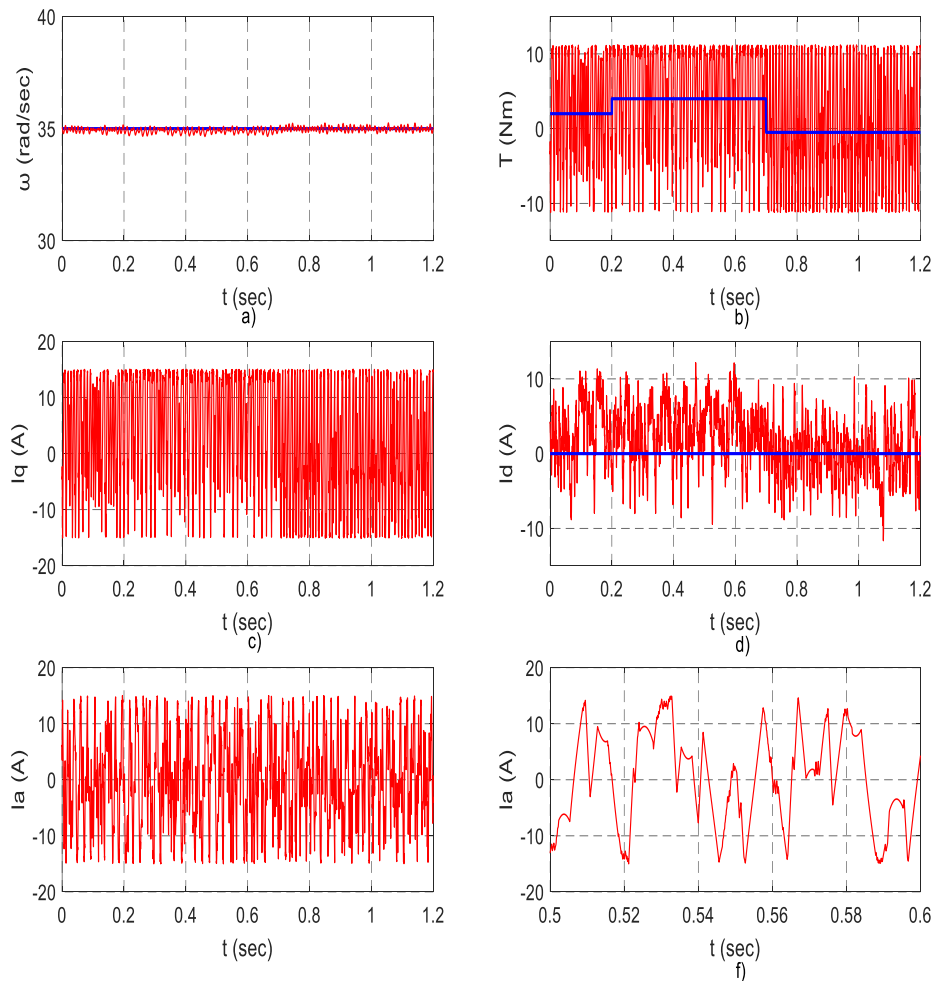 40
35
30
ω (rad/sec)
0 0.2 0.4 0.6 0.8 1 1.2
t (sec)
a)
10
0
-10
T (Nm)
0 0.2 0.4 0.6 0.8 1 1.2
t (sec)
b)
20
10
0
-10
-20
Iq (A)
0 0.2 0.4 0.6 0.8 1 1.2
t (sec)
c)
10
0
-10
Id (A)
0 0.2 0.4 0.6 0.8 1 1.2
t (sec)
d)
20
10
0
-10
-20
Ia (A)
0 0.2 0.4 0.6 0.8 1 1.2
t (sec)
20
10
0
-10
-20
Ia (A)
0.5 0.52 0.54 0.56 0.58 0.6
t (sec)
f)